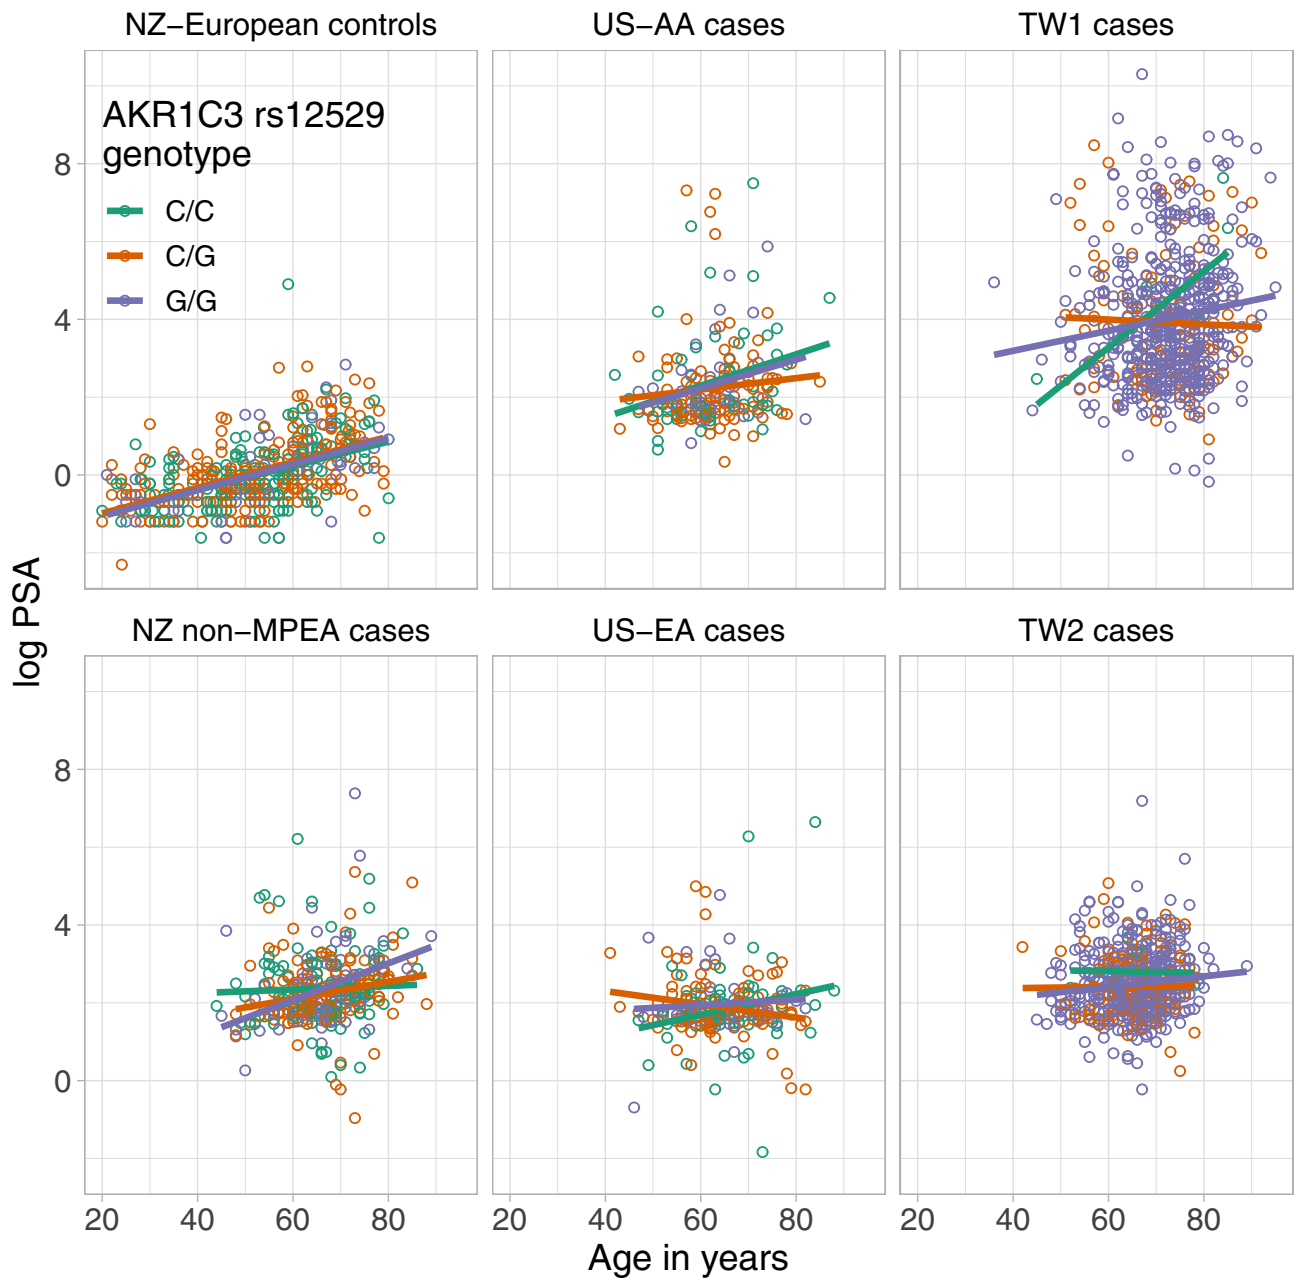 NZ−European controls
US−AA cases
TW1 cases
AKR1C3 rs12529
genotype
C/C
C/G
G/G
8
4
0
log PSA
NZ non−MPEA cases
US−EA cases
TW2 cases
8
4
0
20 40 60 80
20 40 60 80
20 40 60 80
Age in years